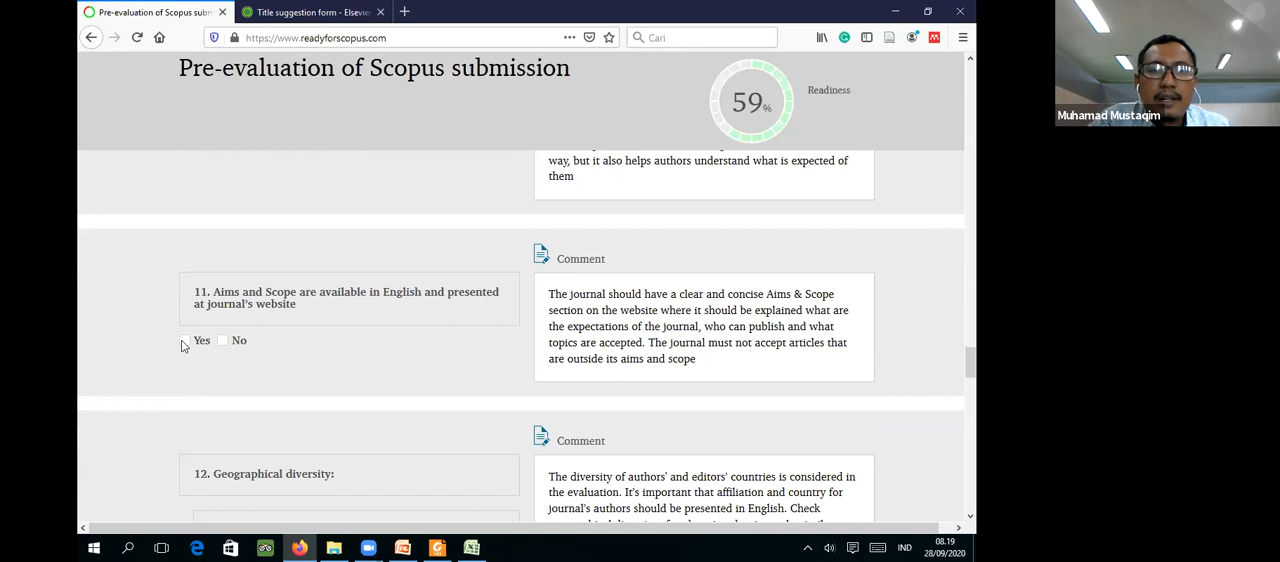 Pre-evaluation of Scopus subm
Title suggestion form - Elsevie
https://www.readyforscopus.com
Cari
Pre-evaluation of Scopus submission
59%
Readiness
Muhamad Mustaqim
way, but it also helps authors understand what is expected of
them
Comment
11. Aims and Scope are available in English and presented
at journal's website
Yes
No
The journal should have a clear and concise Aims & Scope
section on the website where it should be explained what are
the expectations of the journal, who can publish and what
topics are accepted. The journal must not accept articles that
are outside its aims and scope
Comment
12. Geographical diversity:
The diversity of authors' and editors' countries is considered in
the evaluation. It's important that affiliation and country for
journal's authors should be presented in English. Check
IND
08.19
28/09/2020